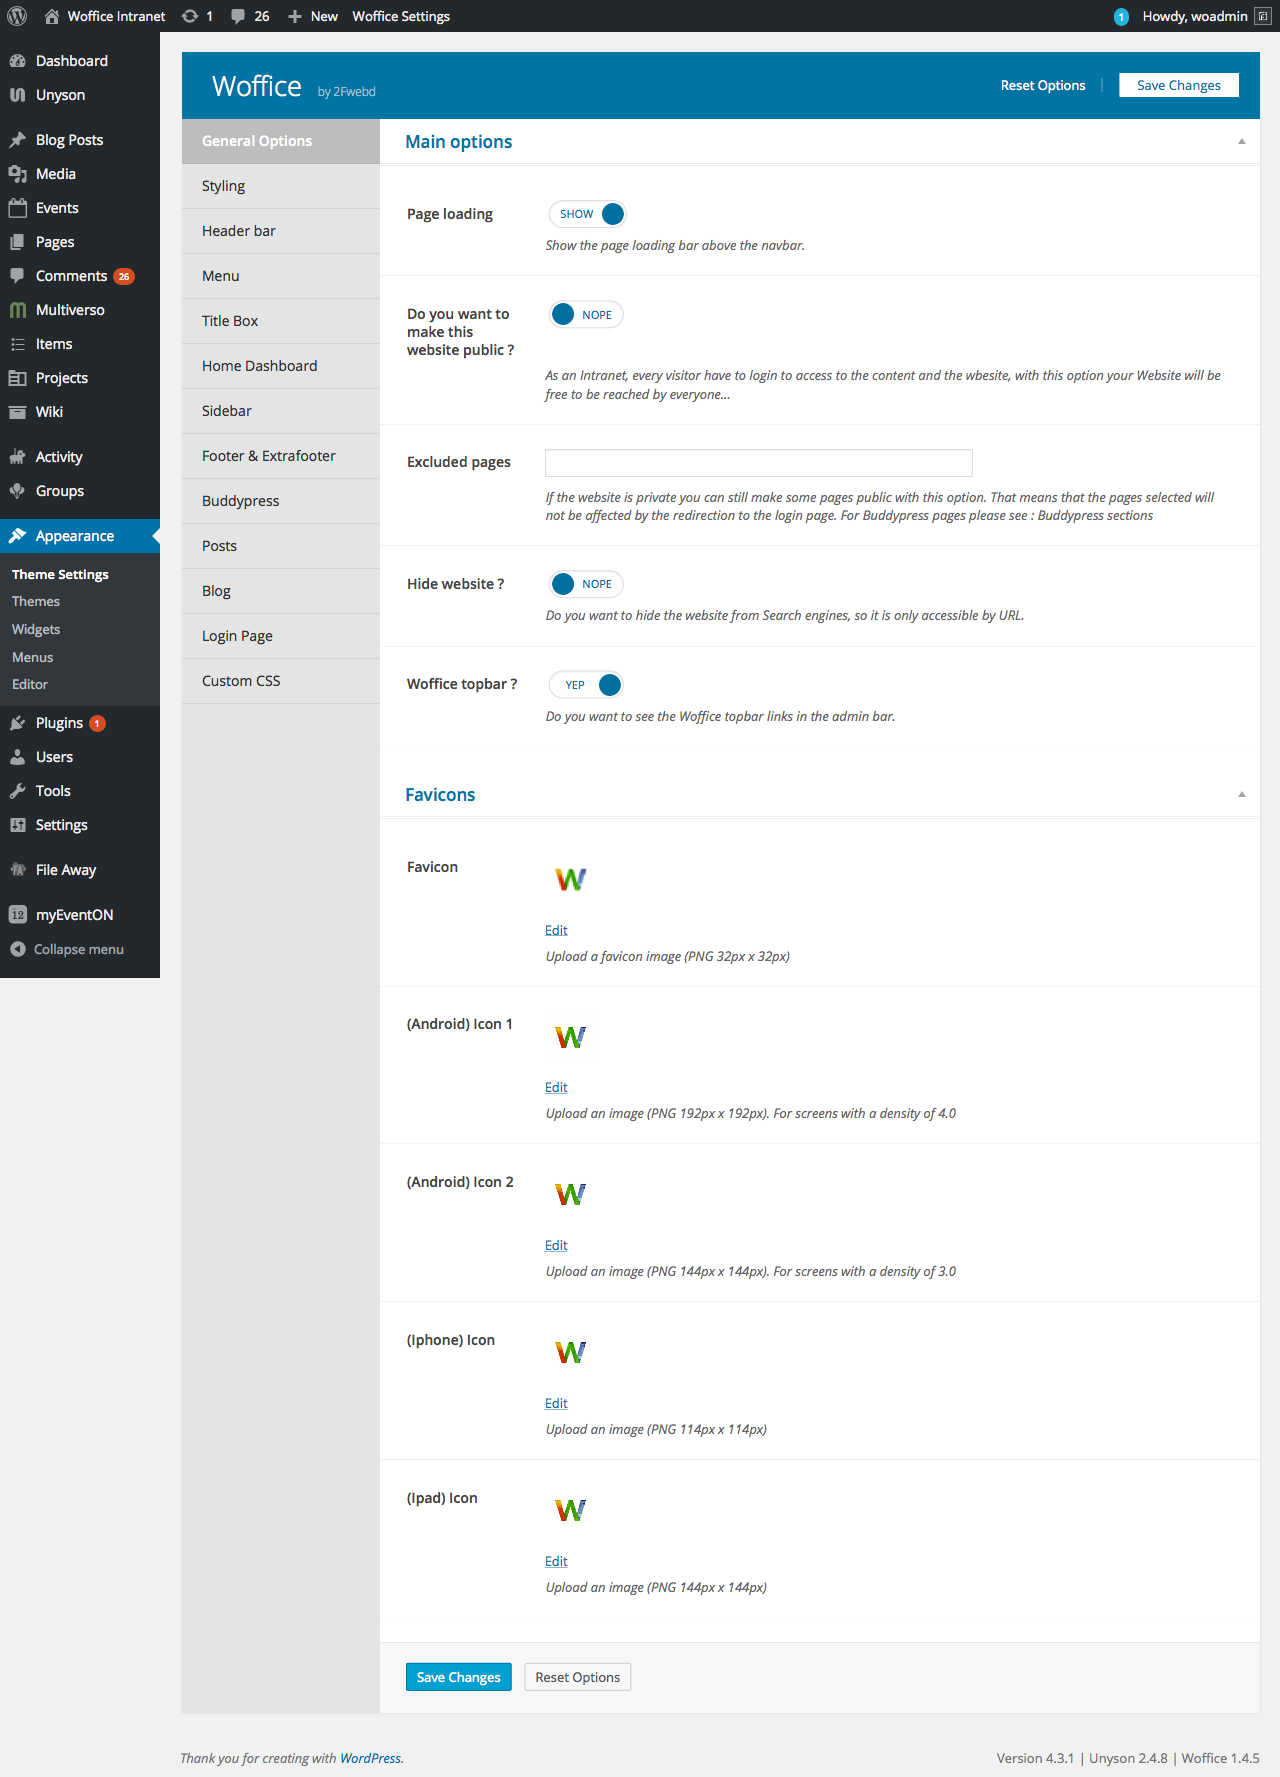 Woffice Intranet 1 26 New Woffice Settings 1 Howdy, woadmin
Dashboard
Unyson
Blog Posts
Media
Events
Pages
Comments 26
Multiverso
Items
Projects
Wiki
Activity
Groups
Appearance
Theme Settings
Themes
Widgets
Menus
Editor
Plugins 1
Users
Tools
Settings
FA File Away
12 myEventON
Collapse menu
Woffice by 2Fwebd Reset Options | Save Changes
General Options
Styling
Header bar
Menu
Title Box
Home Dashboard
Sidebar
Footer & Extrafooter
Buddypress
Posts
Blog
Login Page
Custom CSS
Main options
Page loading SHOW
Show the page loading bar above the navbar.
Do you want to
make this
website public ?
NOPE
As an Intranet, every visitor have to login to access to the content and the wbesite, with this option your Website will be
free to be reached by everyone...
Excluded pages
If the website is private you can still make some pages public with this option. That means that the pages selected will
not be affected by the redirection to the login page. For Buddypress pages please see : Buddypress sections
Hide website ? NOPE
Do you want to hide the website from Search engines, so it is only accessible by URL.
Woffice topbar ? YEP
Do you want to see the Woffice topbar links in the admin bar.
Favicons
Favicon
W
Edit
Upload a favicon image (PNG 32px x 32px)
(Android) Icon 1
W
Edit
Upload an image (PNG 192px x 192px). For screens with a density of 4.0
(Android) Icon 2
W
Edit
Upload an image (PNG 144px x 144px). For screens with a density of 3.0
(Iphone) Icon
W
Edit
Upload an image (PNG 114px x 114px)
(Ipad) Icon
W
Edit
Upload an image (PNG 144px x 144px)
Save Changes Reset Options
Thank you for creating with WordPress. Version 4.3.1 | Unyson 2.4.8 | Woffice 1.4.5